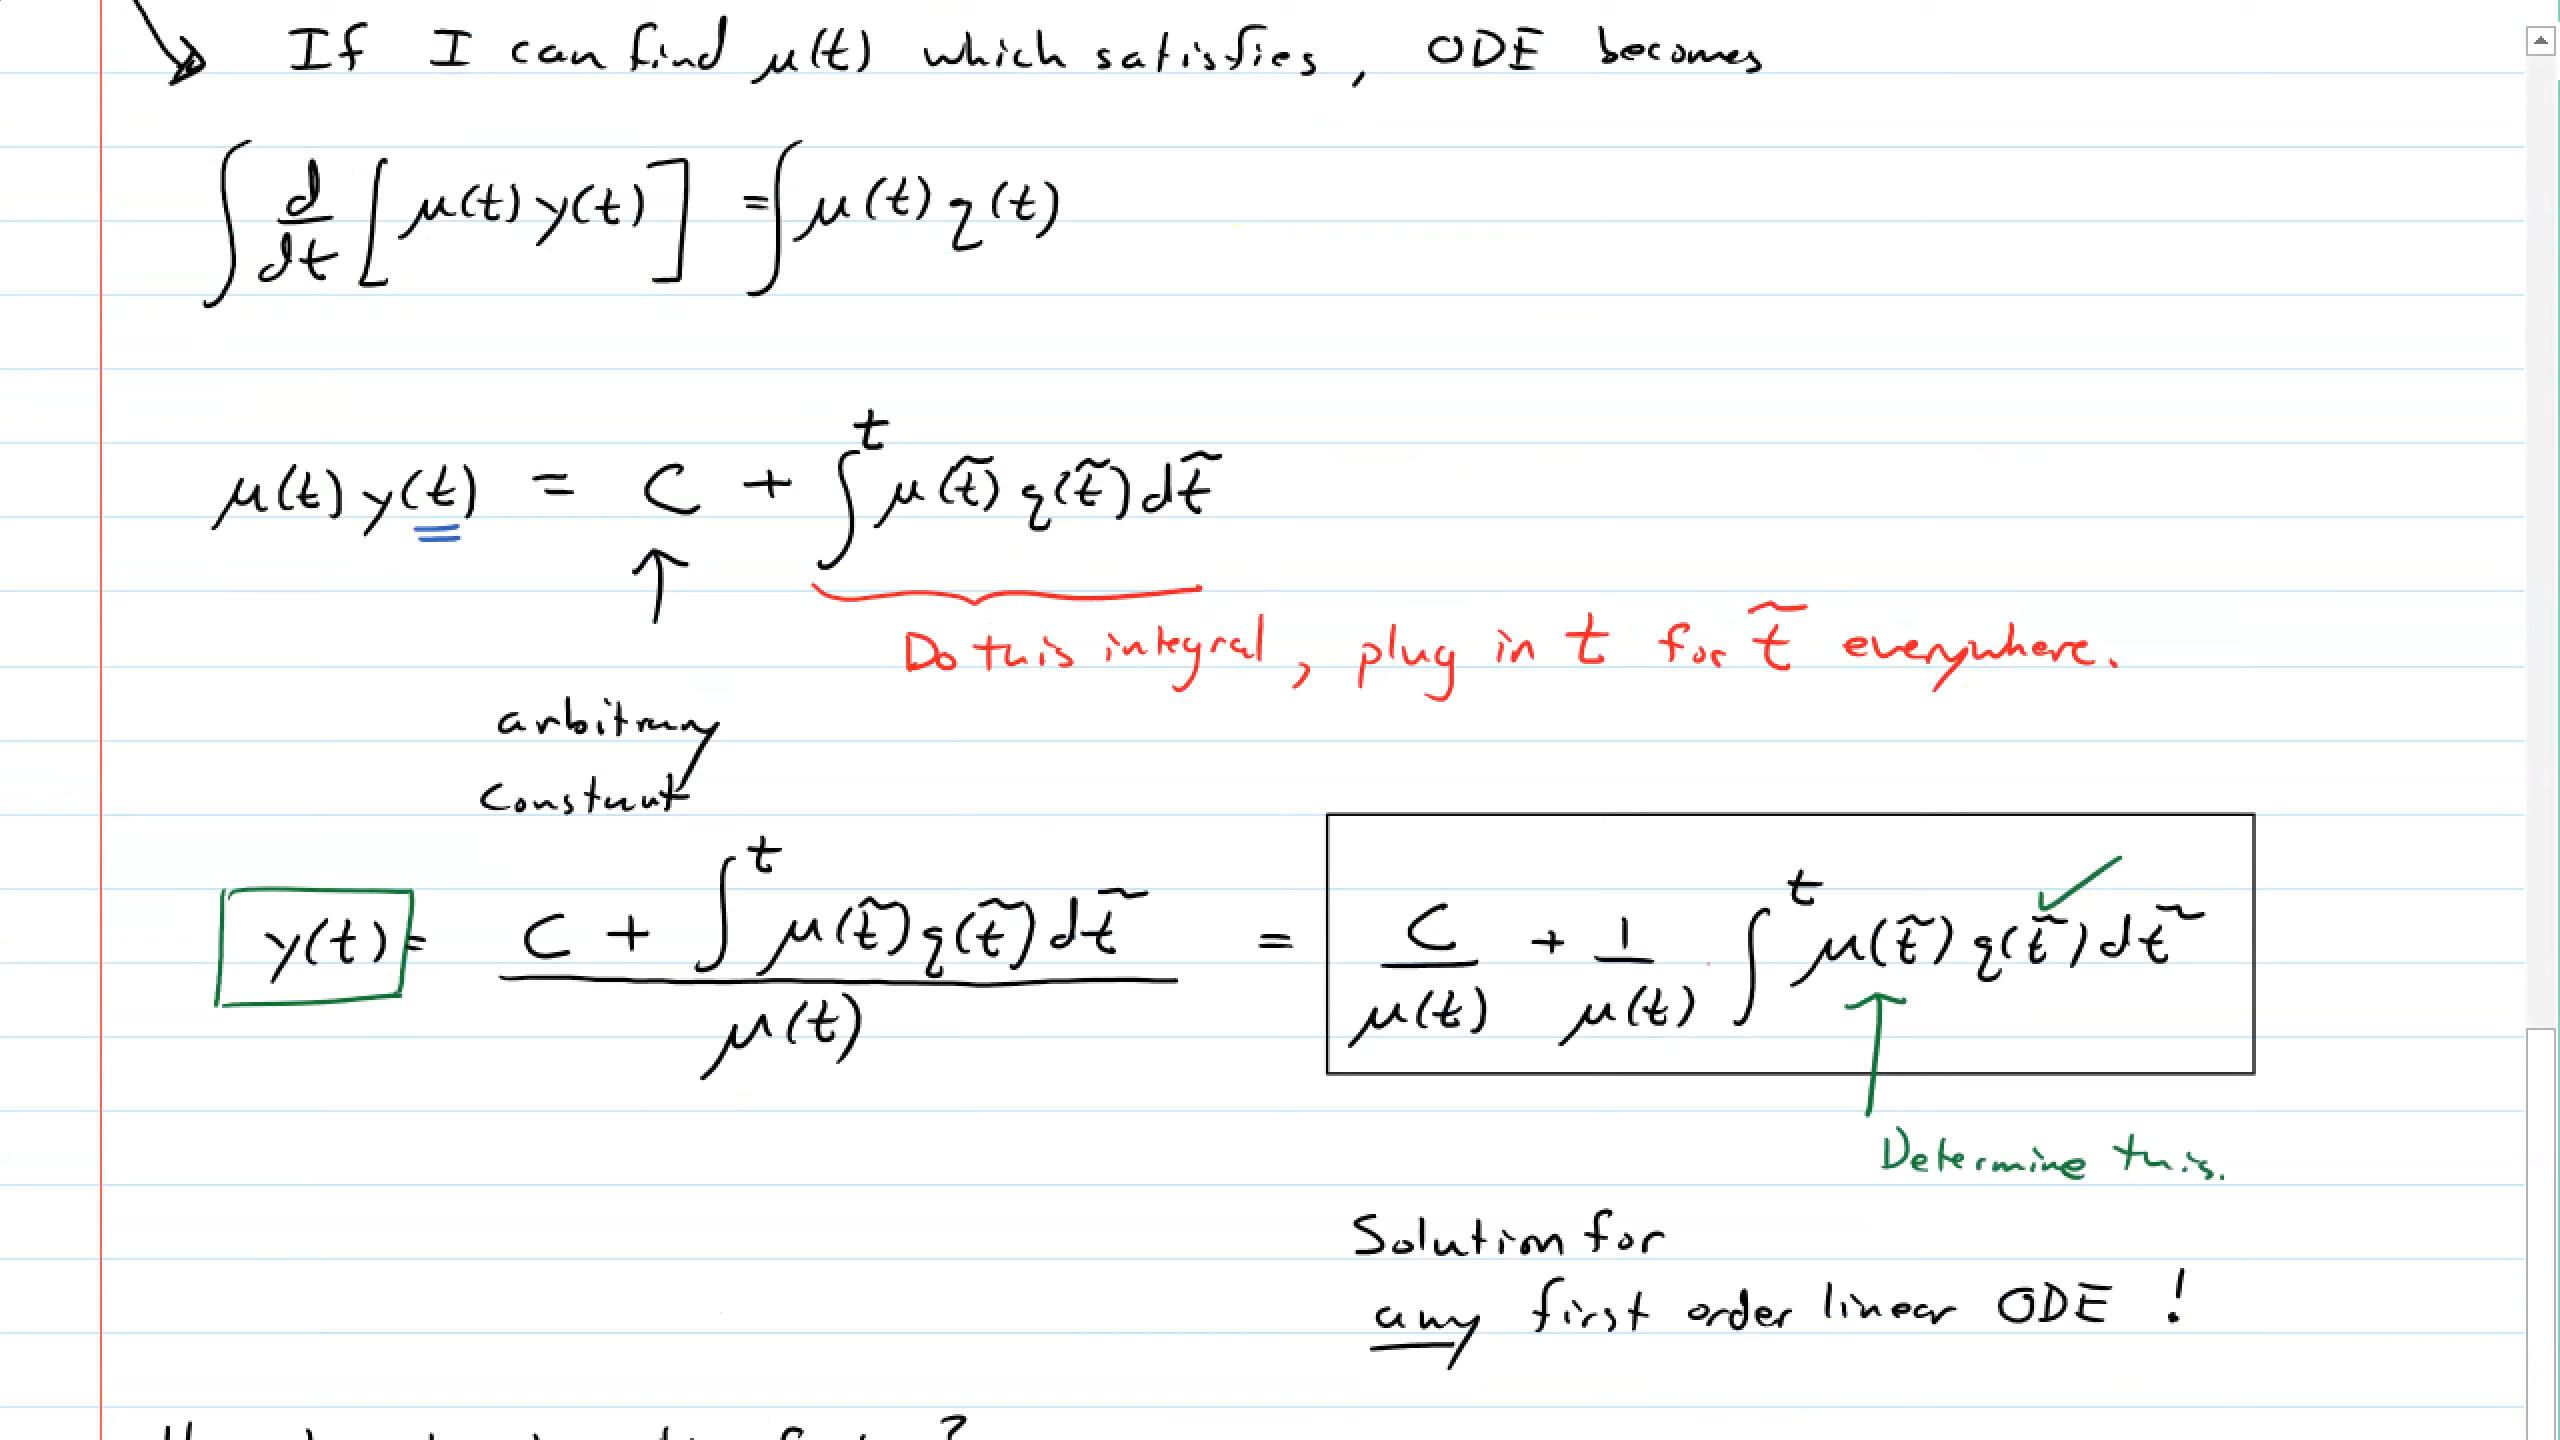 If I can find μ(t) which satisfies, ODE becomes
∫ d/dt [μ(t) y(t)] = ∫ μ(t) q(t)
μ(t) y(t) = C + ∫^t μ(t̃) q(t̃) dt̃
Do this integral, plug in t for t̃ everywhere.
arbitrary
constant
y(t) = (C + ∫^t μ(t̃) q(t̃) dt̃) / μ(t) = C/μ(t) + 1/μ(t) ∫^t μ(t̃) q(t̃) dt̃
Determine this.
Solution for
any first order linear ODE !